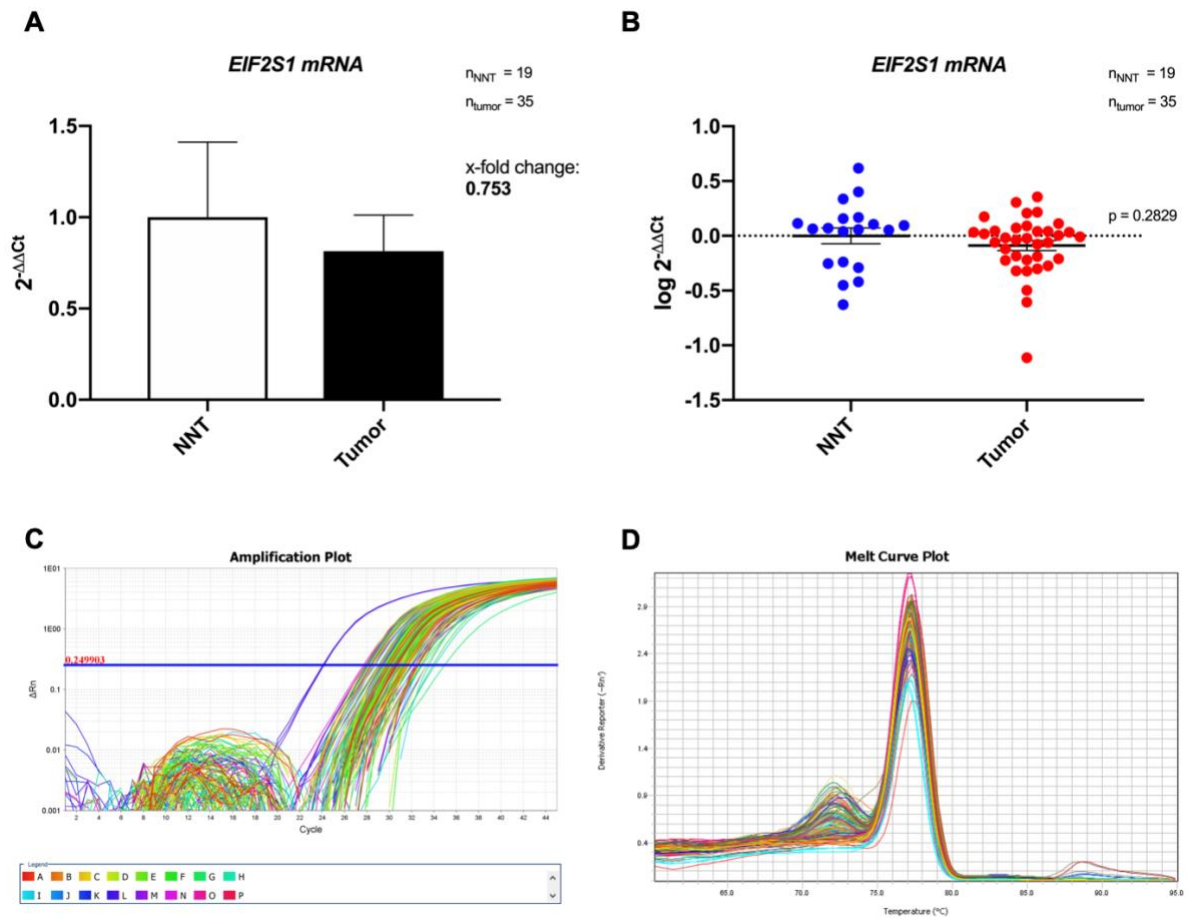 A
EIF2S1 mRNA
nNNT = 19
ntumor = 35
x-fold change:
0.753
1.5
1.0
0.5
0.0
2-ΔΔCt
NNT
Tumor
B
EIF2S1 mRNA
nNNT = 19
ntumor = 35
p = 0.2829
1.0
0.5
0.0
-0.5
-1.0
-1.5
log 2-ΔΔCt
NNT
Tumor
C
Amplification Plot
1E01
1E00
0.1
0.01
0.001
0.249903
ΔRn
2 4 6 8 10 12 14 16 18 20 22 24 26 28 30 32 34 36 38 40 42 44
Cycle
Legend
A B C D E F G H
I J K L M N O P
D
Melt Curve Plot
2.9
2.4
1.9
1.4
0.9
0.4
Derivative Reporter (-Rn')
65.0 70.0 75.0 80.0 85.0 90.0 95.0
Temperature (°C)